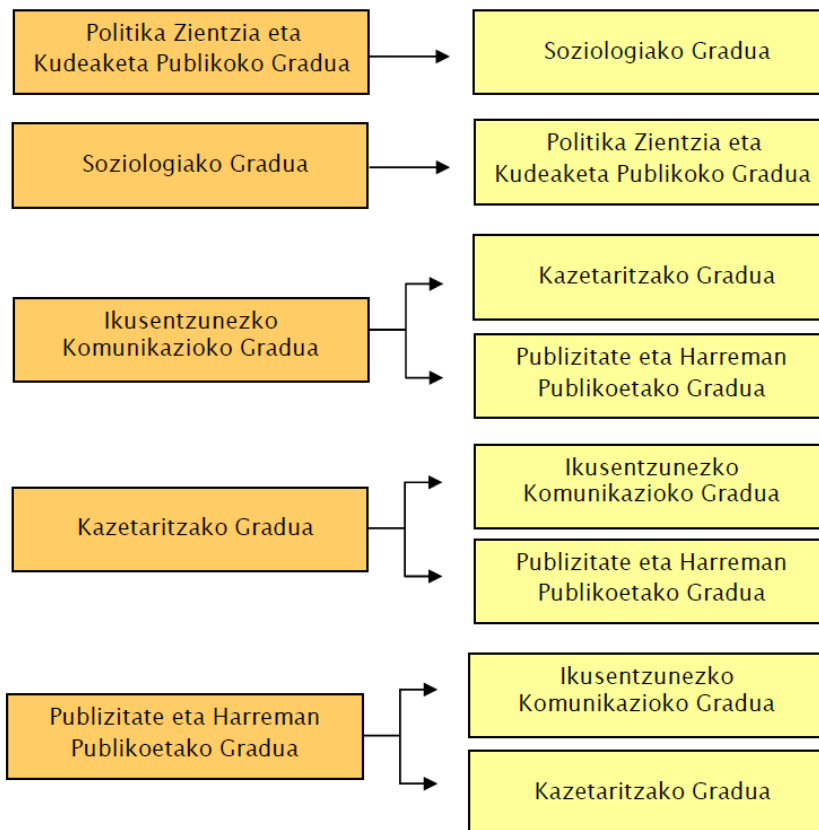 Politika Zientzia eta
Kudeaketa Publikoko Gradua
Soziologiako Gradua
Soziologiako Gradua
Politika Zientzia eta
Kudeaketa Publikoko Gradua
Ikusentzunezko
Komunikazioko Gradua
Kazetaritzako Gradua
Publizitate eta Harreman
Publikoetako Gradua
Kazetaritzako Gradua
Ikusentzunezko
Komunikazioko Gradua
Publizitate eta Harreman
Publikoetako Gradua
Publizitate eta Harreman
Publikoetako Gradua
Ikusentzunezko
Komunikazioko Gradua
Kazetaritzako Gradua